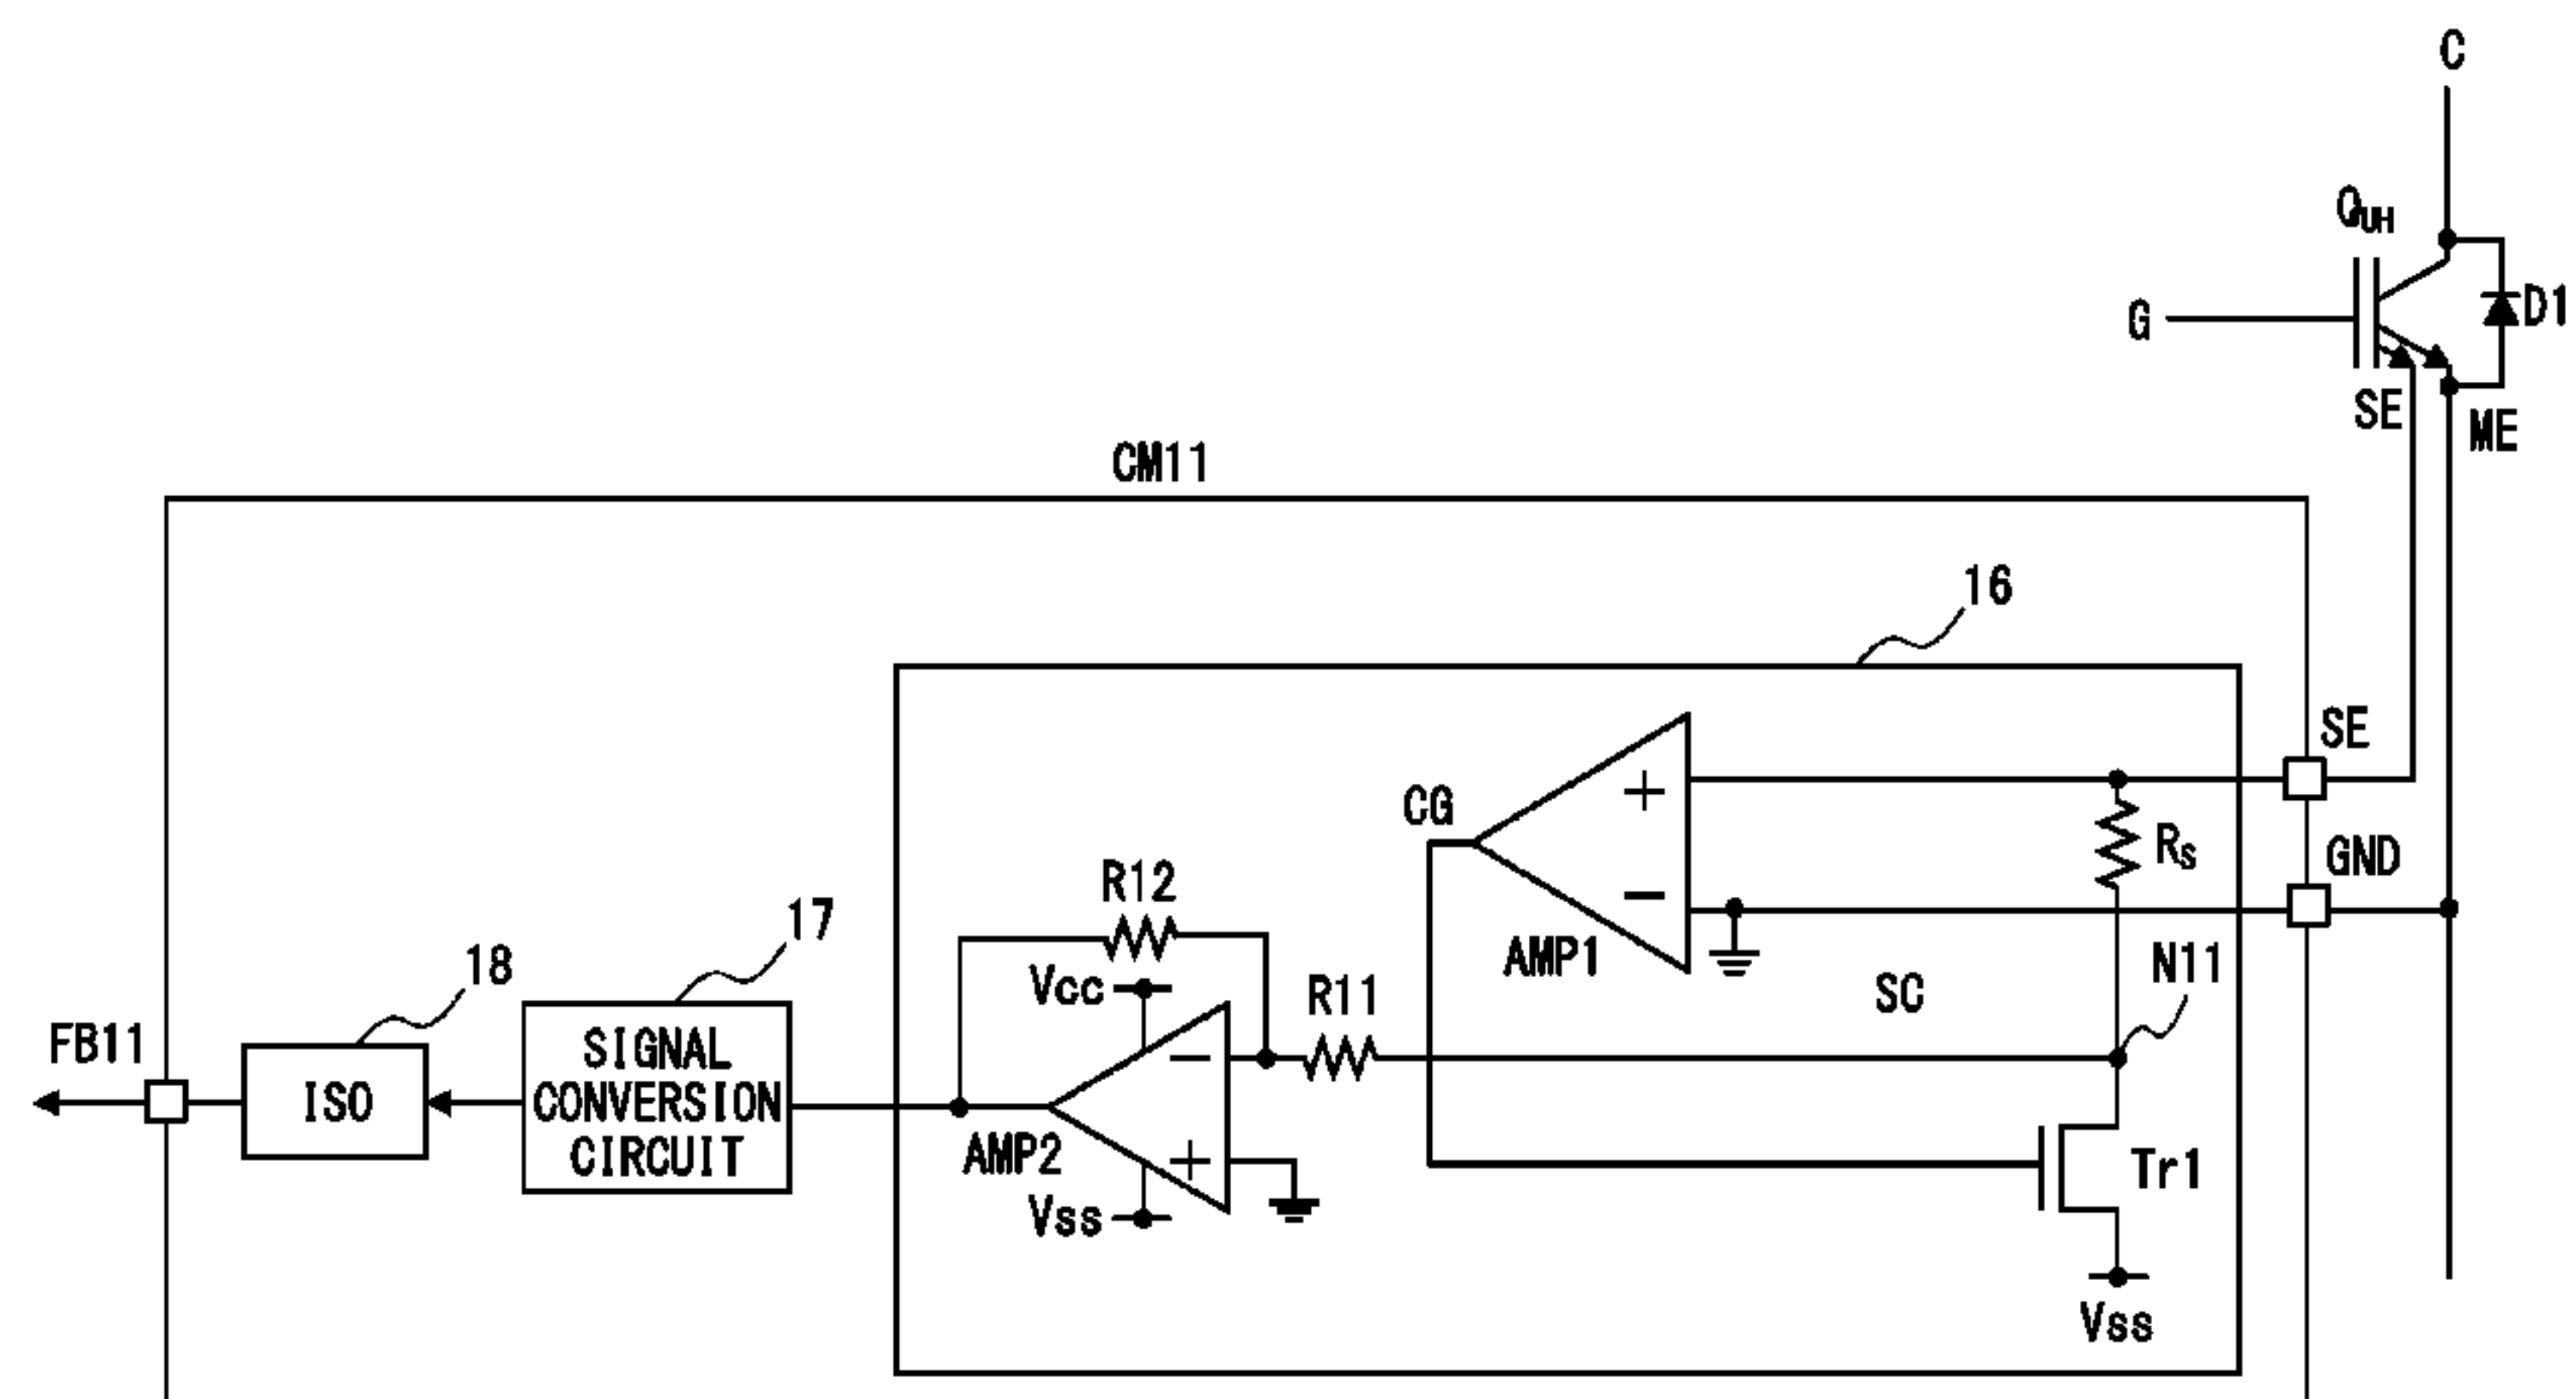 C
QUH
G
D1
SE
ME
CM11
16
SE
CG
+
RS
GND
R12
17
-
AMP1
N11
18
Vcc
R11
SC
FB11
SIGNAL
CONVERSION
CIRCUIT
-
ISO
AMP2
+
Tr1
Vss
Vss